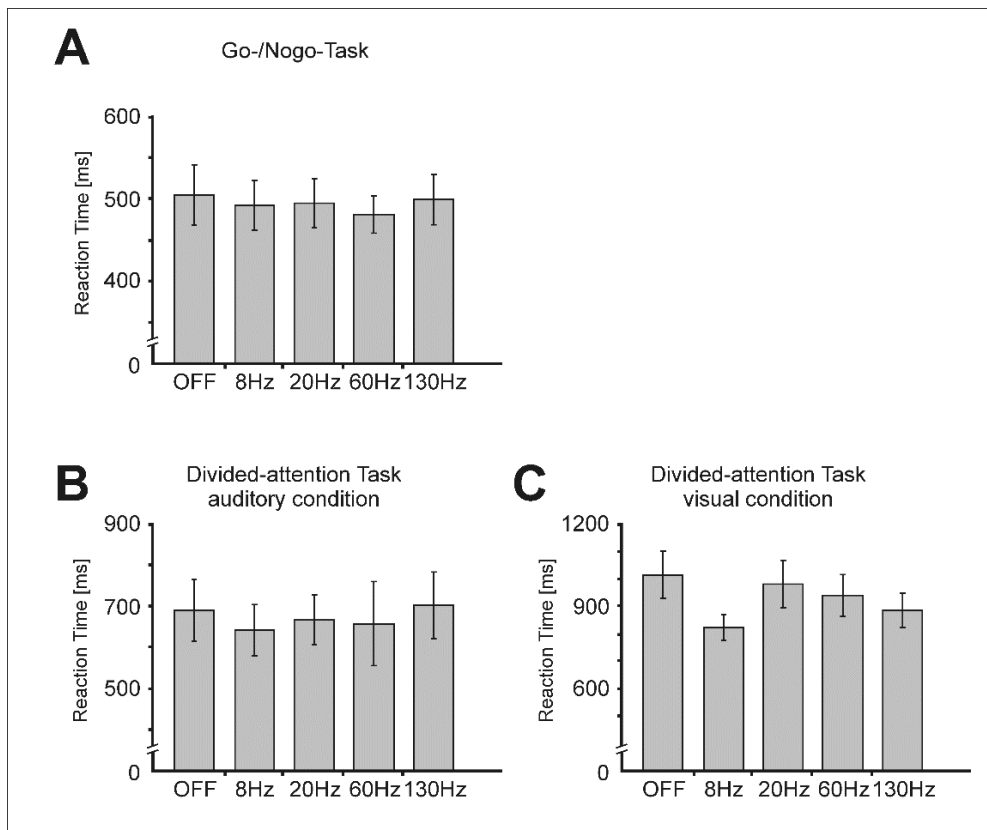 A
Go-/Nogo-Task
Reaction Time [ms]
600
500
400
0
OFF 8Hz 20Hz 60Hz 130Hz
B
Divided-attention Task
auditory condition
Reaction Time [ms]
900
700
500
0
OFF 8Hz 20Hz 60Hz 130Hz
C
Divided-attention Task
visual condition
Reaction Time [ms]
1200
900
600
0
OFF 8Hz 20Hz 60Hz 130Hz